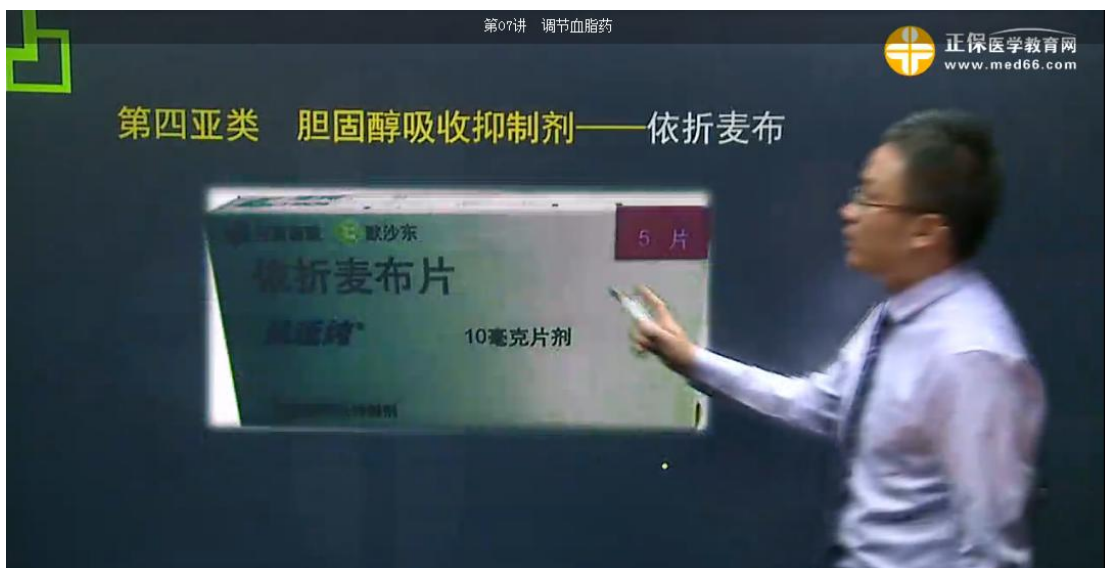 第07讲 调节血脂药
正保医学教育网
www.med66.com
第四亚类 胆固醇吸收抑制剂——依折麦布
默沙东
5 片
依折麦布片
10毫克片剂